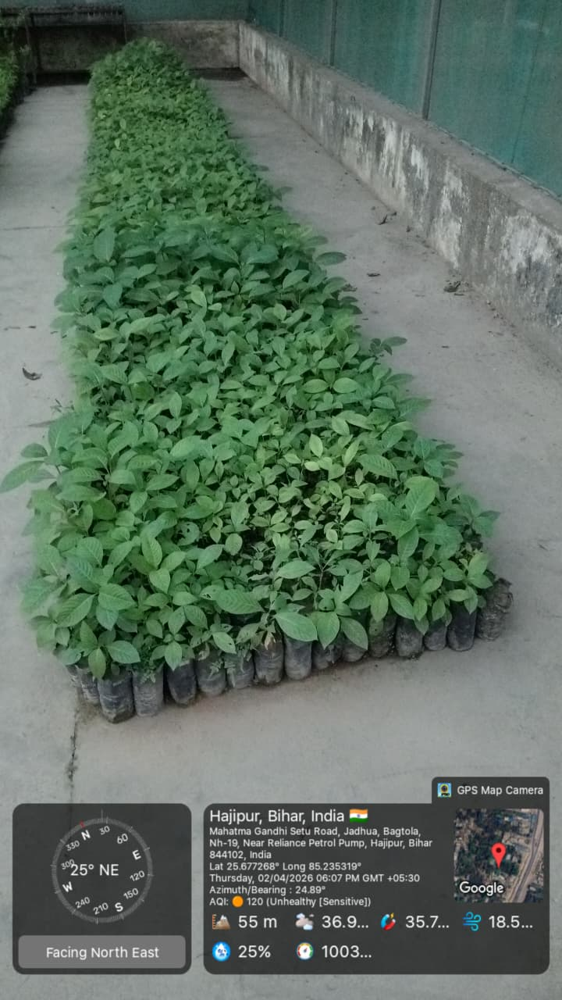 GPS Map Camera
Hajipur, Bihar, India 🇮🇳
Mahatma Gandhi Setu Road, Jadhua, Bagtola,
Nh-19, Near Reliance Petrol Pump, Hajipur, Bihar
844102, India
Lat 25.677268° Long 85.235319°
Thursday, 02/04/2026 06:07 PM GMT +05:30
Azimuth/Bearing : 24.89°
AQI: 🟠 120 (Unhealthy [Sensitive])
Google
55 m
36.9...
35.7...
18.5...
25%
1003...
N
30
60
E
120
150
S
210
240
W
300
330
25° NE
Facing North East